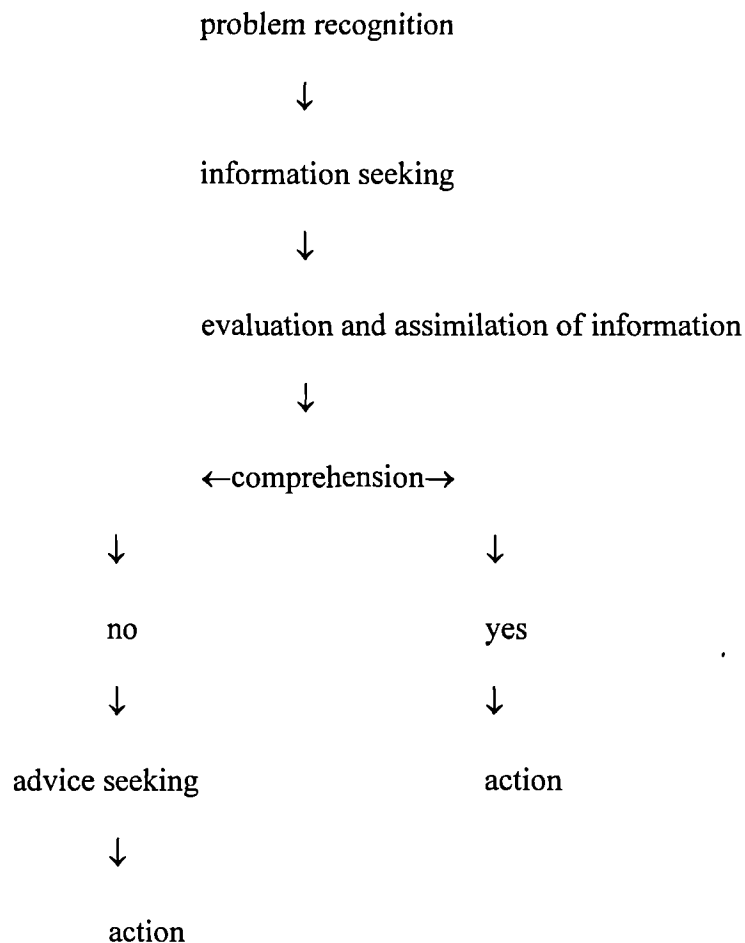 problem recognition
↓
information seeking
↓
evaluation and assimilation of information
↓
←comprehension→
↓ ↓
no yes
↓ ↓
advice seeking action
↓
action